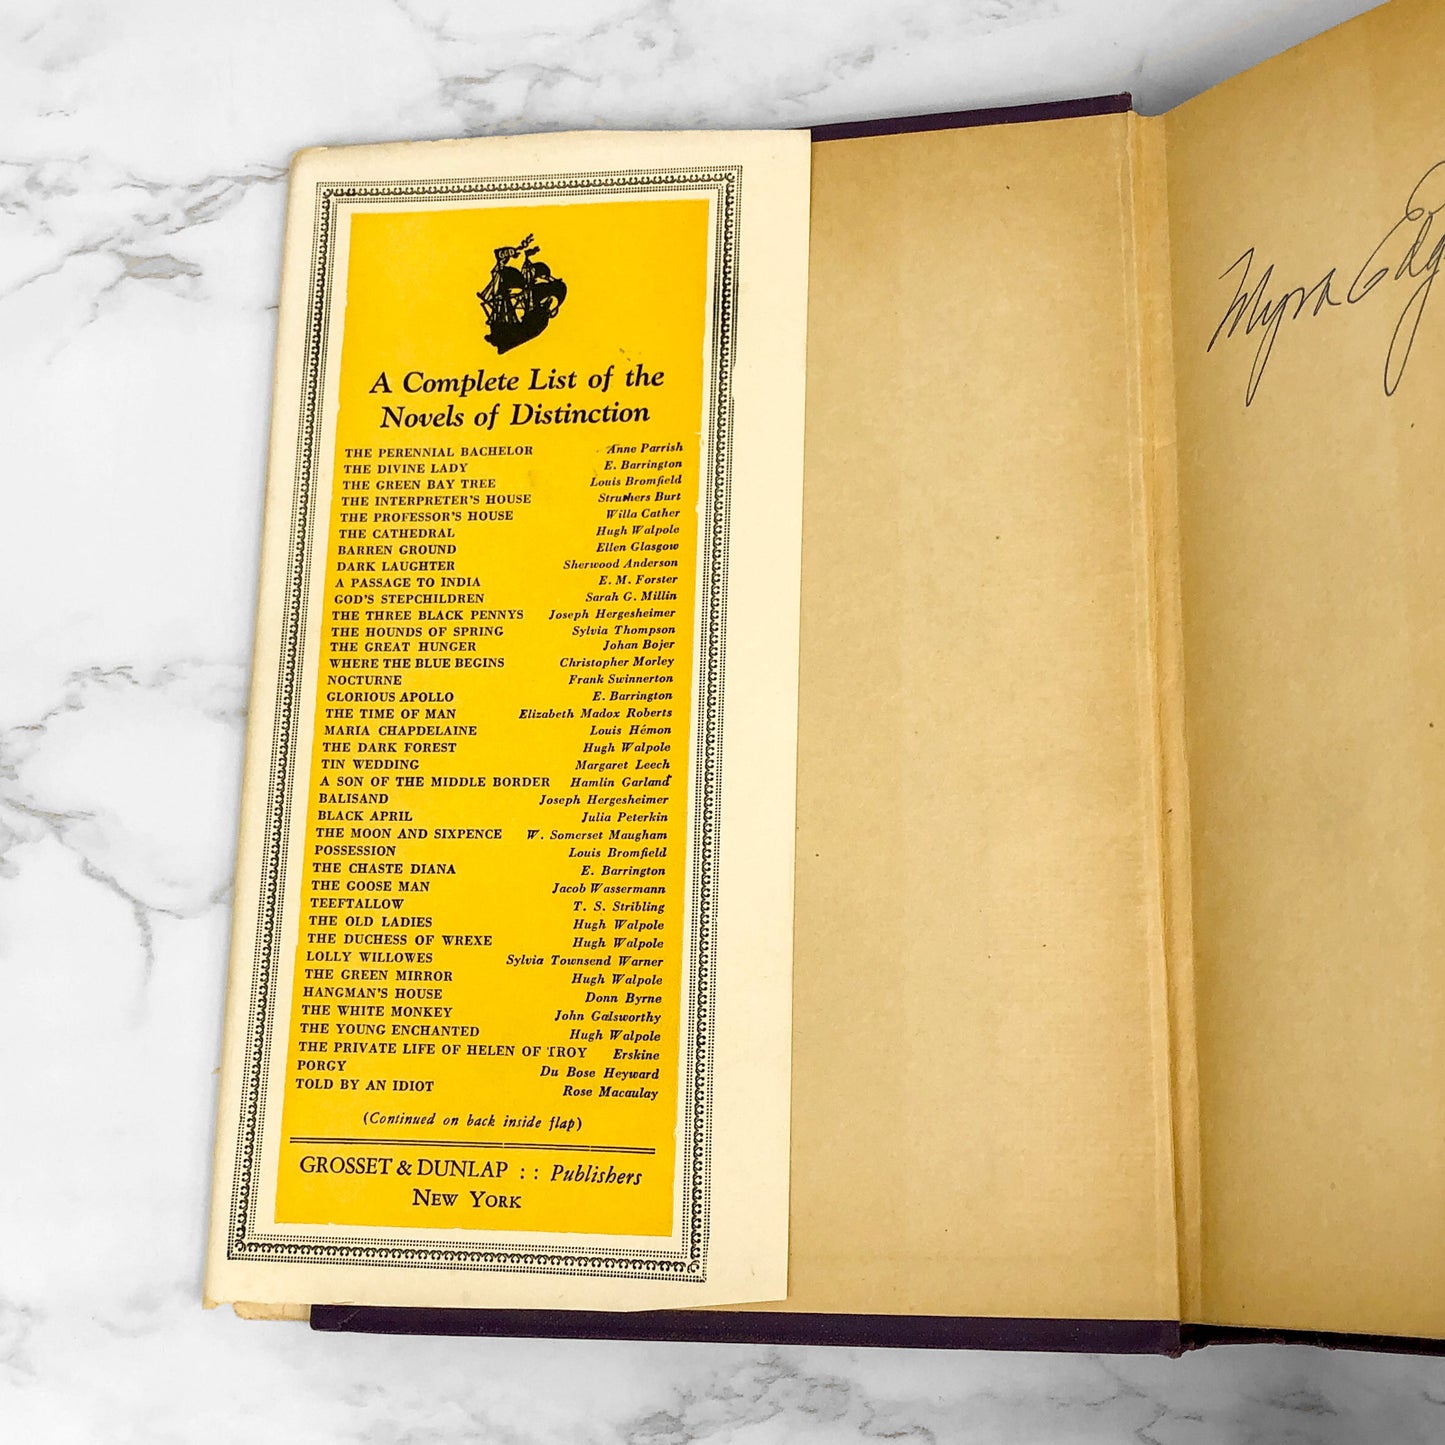 G&D
A Complete List of the
Novels of Distinction
THE PERENNIAL BACHELOR Anne Parrish
THE DIVINE LADY E. Barrington
THE GREEN BAY TREE Louis Bromfield
THE INTERPRETER'S HOUSE Struthers Burt
THE PROFESSOR'S HOUSE Willa Cather
THE CATHEDRAL Hugh Walpole
BARREN GROUND Ellen Glasgow
DARK LAUGHTER Sherwood Anderson
A PASSAGE TO INDIA E. M. Forster
GOD'S STEPCHILDREN Sarah G. Millin
THE THREE BLACK PENNYS Joseph Hergesheimer
THE HOUNDS OF SPRING Sylvia Thompson
THE GREAT HUNGER Johan Bojer
WHERE THE BLUE BEGINS Christopher Morley
NOCTURNE Frank Swinnerton
GLORIOUS APOLLO E. Barrington
THE TIME OF MAN Elizabeth Madox Roberts
MARIA CHAPDELAINE Louis Hémon
THE DARK FOREST Hugh Walpole
TIN WEDDING Margaret Leech
A SON OF THE MIDDLE BORDER Hamlin Garland
BALISAND Joseph Hergesheimer
BLACK APRIL Julia Peterkin
THE MOON AND SIXPENCE W. Somerset Maugham
POSSESSION Louis Bromfield
THE CHASTE DIANA E. Barrington
THE GOOSE MAN Jacob Wassermann
TEEFTALLOW T. S. Stribling
THE OLD LADIES Hugh Walpole
THE DUCHESS OF WREXE Hugh Walpole
LOLLY WILLOWES Sylvia Townsend Warner
THE GREEN MIRROR Hugh Walpole
HANGMAN'S HOUSE Donn Byrne
THE WHITE MONKEY John Galsworthy
THE YOUNG ENCHANTED Hugh Walpole
THE PRIVATE LIFE OF HELEN OF TROY Erskine
PORGY Du Bose Heyward
TOLD BY AN IDIOT Rose Macaulay
(Continued on back inside flap)
GROSSET & DUNLAP :: Publishers
NEW YORK
Myra Edg